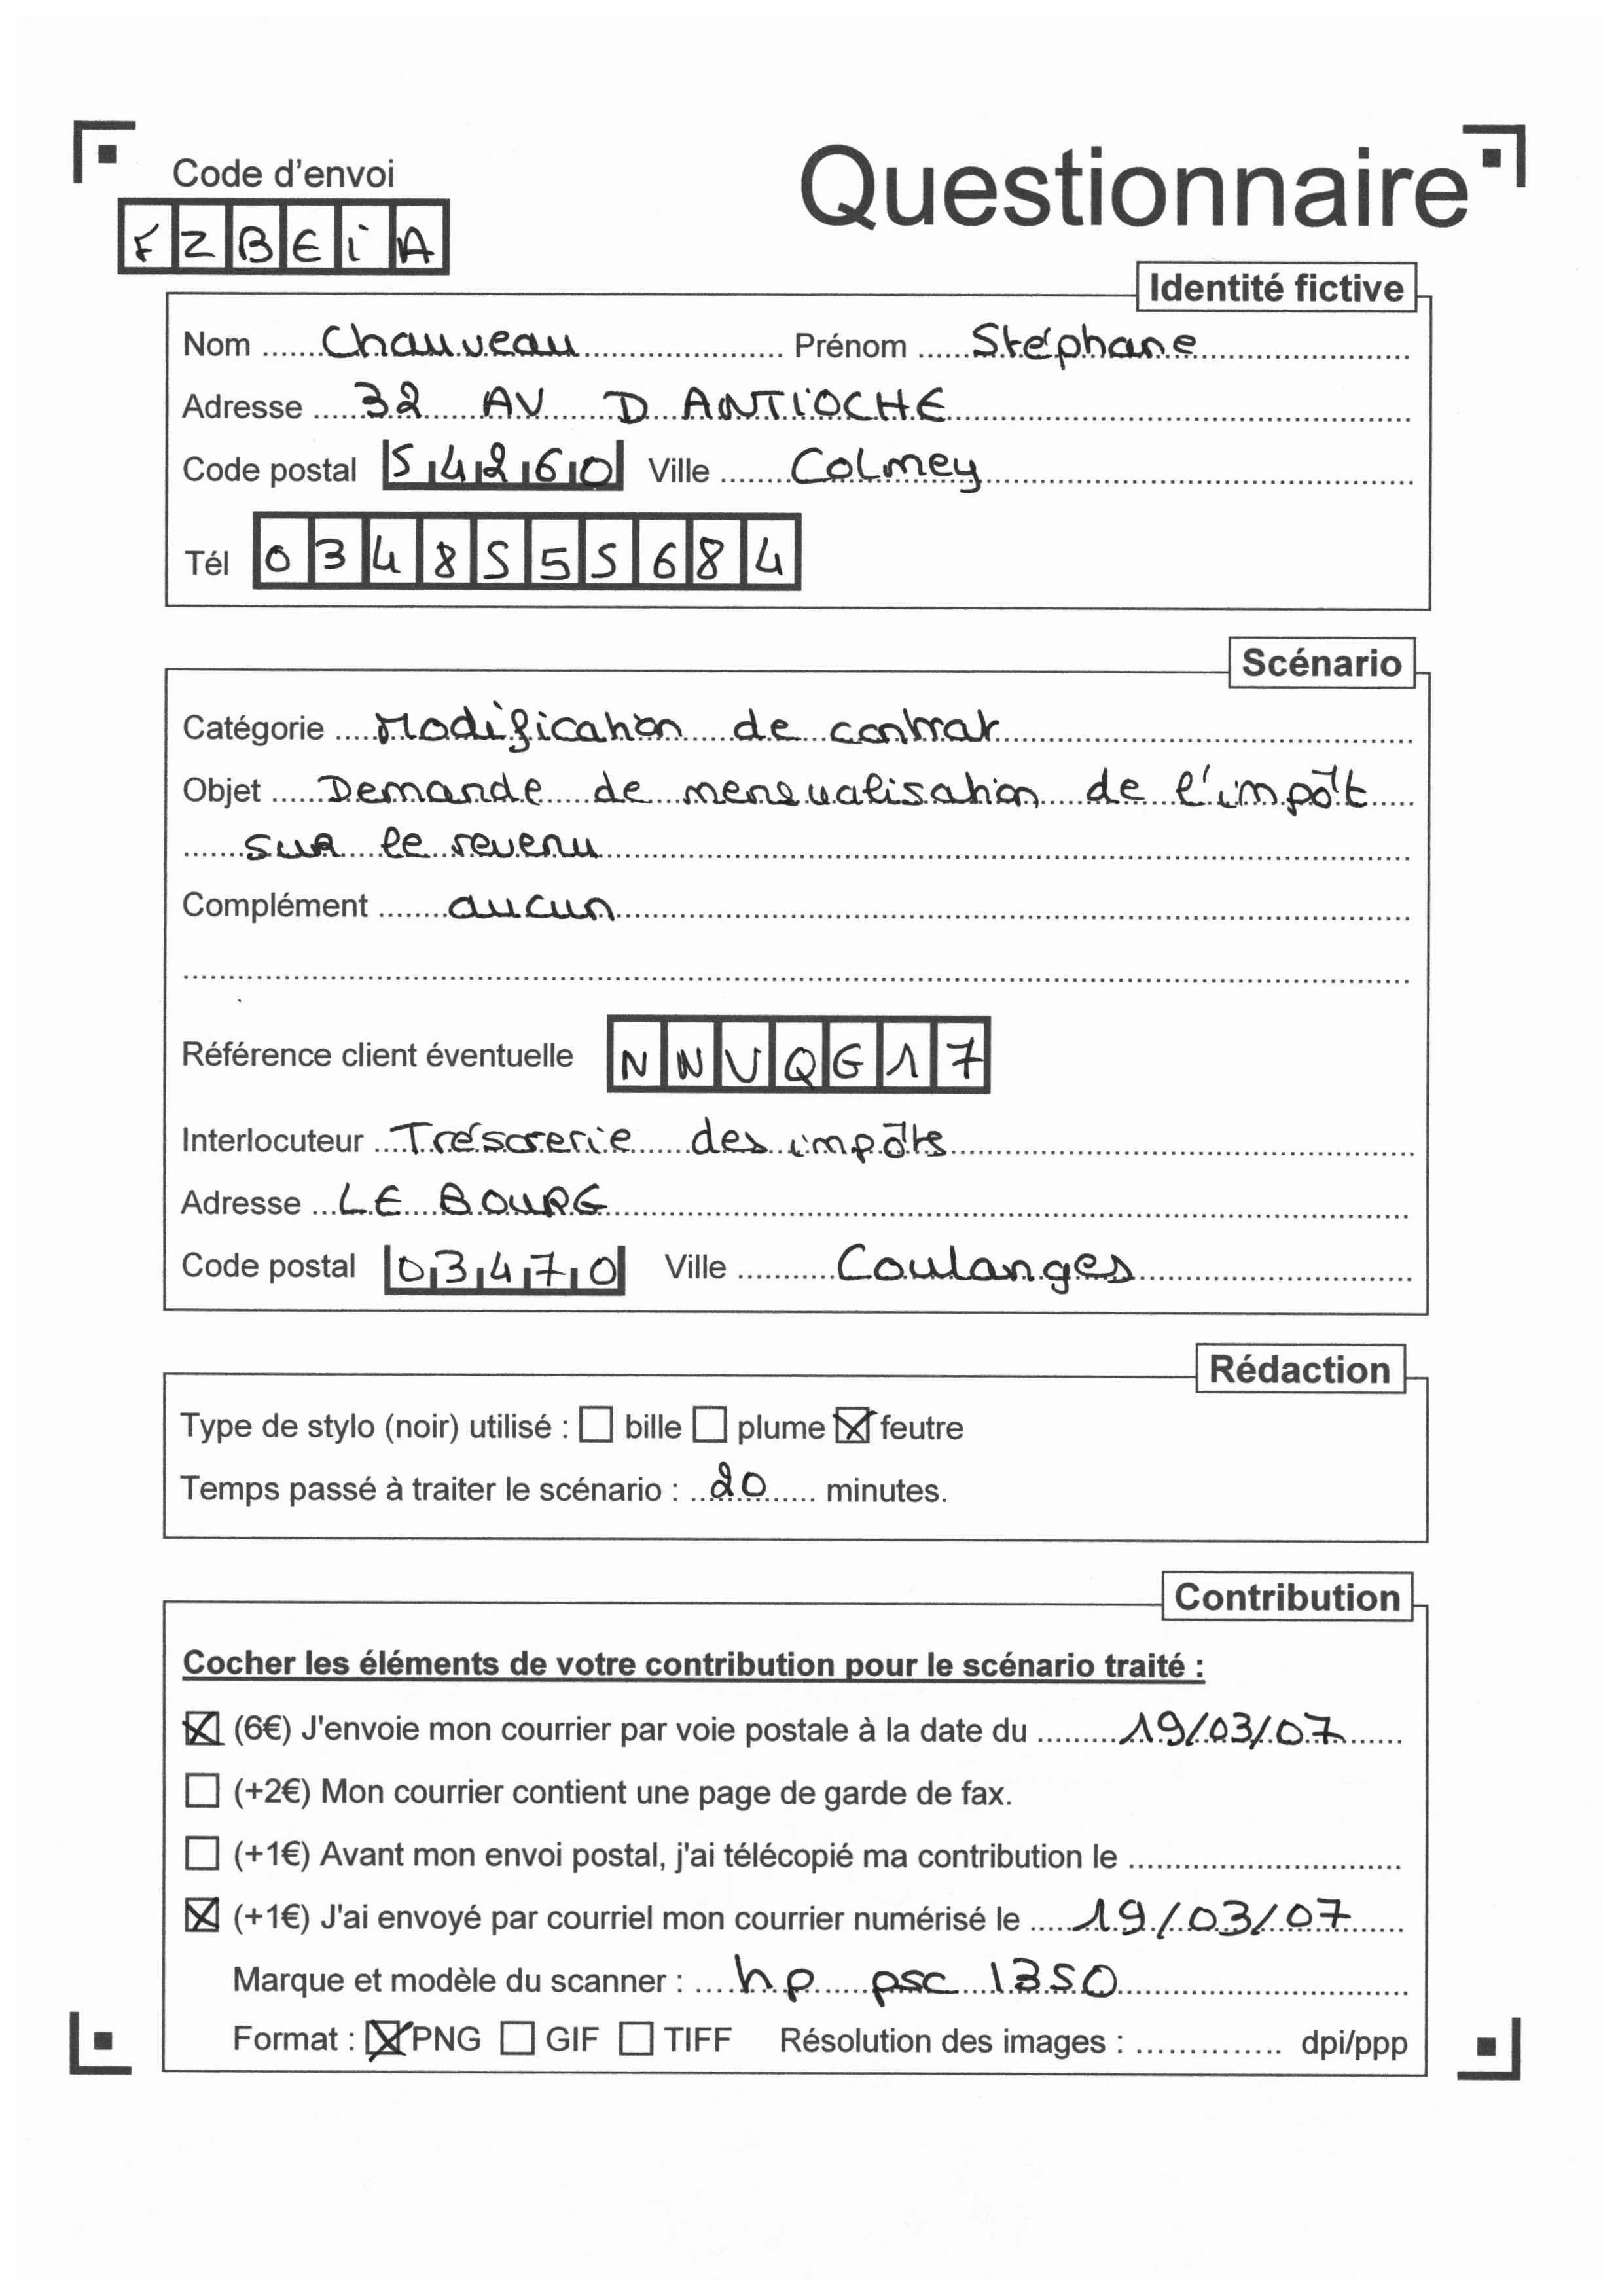 Code d'envoi
Questionnaire
FZBEiA
Identité fictive
Nom ...... Chauveau ...... Prénom ...... Stéphane ......
Adresse ...... 32 AV D ANTIOCHE ......
Code postal 54260 Ville ...... Colmey ......
Tél 0348555684
Scénario
Catégorie ...... Modification de contrat ......
Objet ...... Demande de mensualisation de l'impôt ......
...... sur le revenu ......
Complément ...... aucun ......
Référence client éventuelle NNVQG17
Interlocuteur ...... Trésorerie des impôts ......
Adresse ...... LE BOURG ......
Code postal 03470 Ville ...... Coulanges ......
Rédaction
Type de stylo (noir) utilisé : ☐ bille ☐ plume ☒ feutre
Temps passé à traiter le scénario : ...... 20 ...... minutes.
Contribution
Cocher les éléments de votre contribution pour le scénario traité :
☒ (6€) J'envoie mon courrier par voie postale à la date du ...... 19/03/07 ......
☐ (+2€) Mon courrier contient une page de garde de fax.
☐ (+1€) Avant mon envoi postal, j'ai télécopié ma contribution le ......
☒ (+1€) J'ai envoyé par courriel mon courrier numérisé le ...... 19/03/07 ......
Marque et modèle du scanner : ...... hp psc 1350 ......
Format : ☒ PNG ☐ GIF ☐ TIFF Résolution des images : ...... dpi/ppp